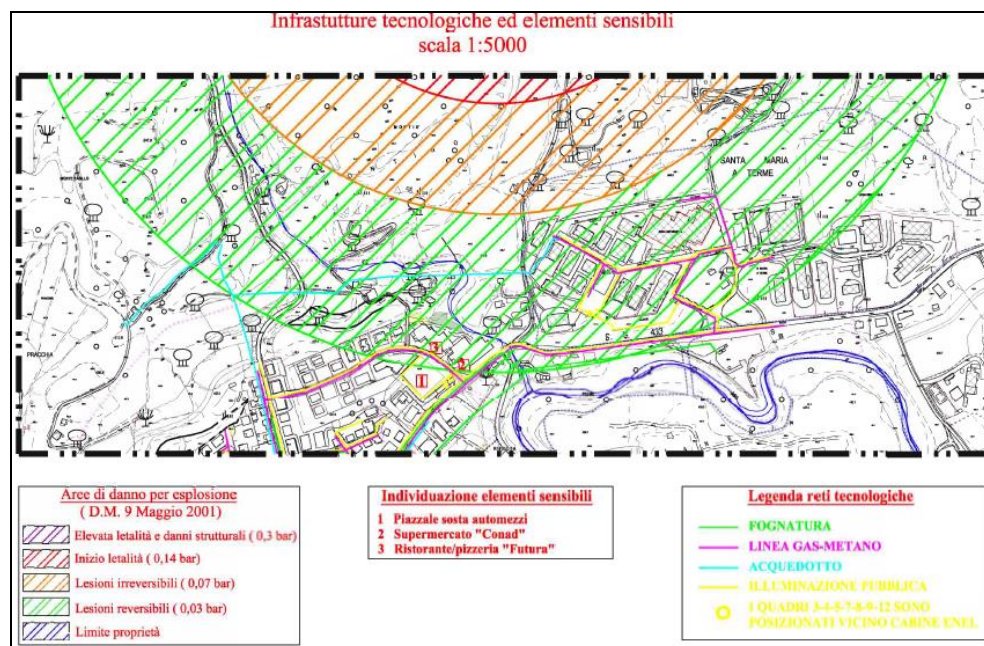 Infrastutture tecnologiche ed elementi sensibili
scala 1:5000
SANTA MARIA
A TERME
PRACCHIA
433
3
2
1
Aree di danno per esplosione
( D.M. 9 Maggio 2001)
Elevata letalità e danni strutturali ( 0,3 bar)
Inizio letalità ( 0,14 bar)
Lesioni irreversibili ( 0,07 bar)
Lesioni reversibili ( 0,03 bar)
Limite proprietà
Individuazione elementi sensibili
1 Piazzale sosta automezzi
2 Supermercato "Conad"
3 Ristorante/pizzeria "Futura"
Legenda reti tecnologiche
FOGNATURA
LINEA GAS-METANO
ACQUEDOTTO
ILLUMINAZIONE PUBBLICA
I QUADRI 3-4-5-7-8-9-12 SONO
POSIZIONATI VICINO CABINE ENEL